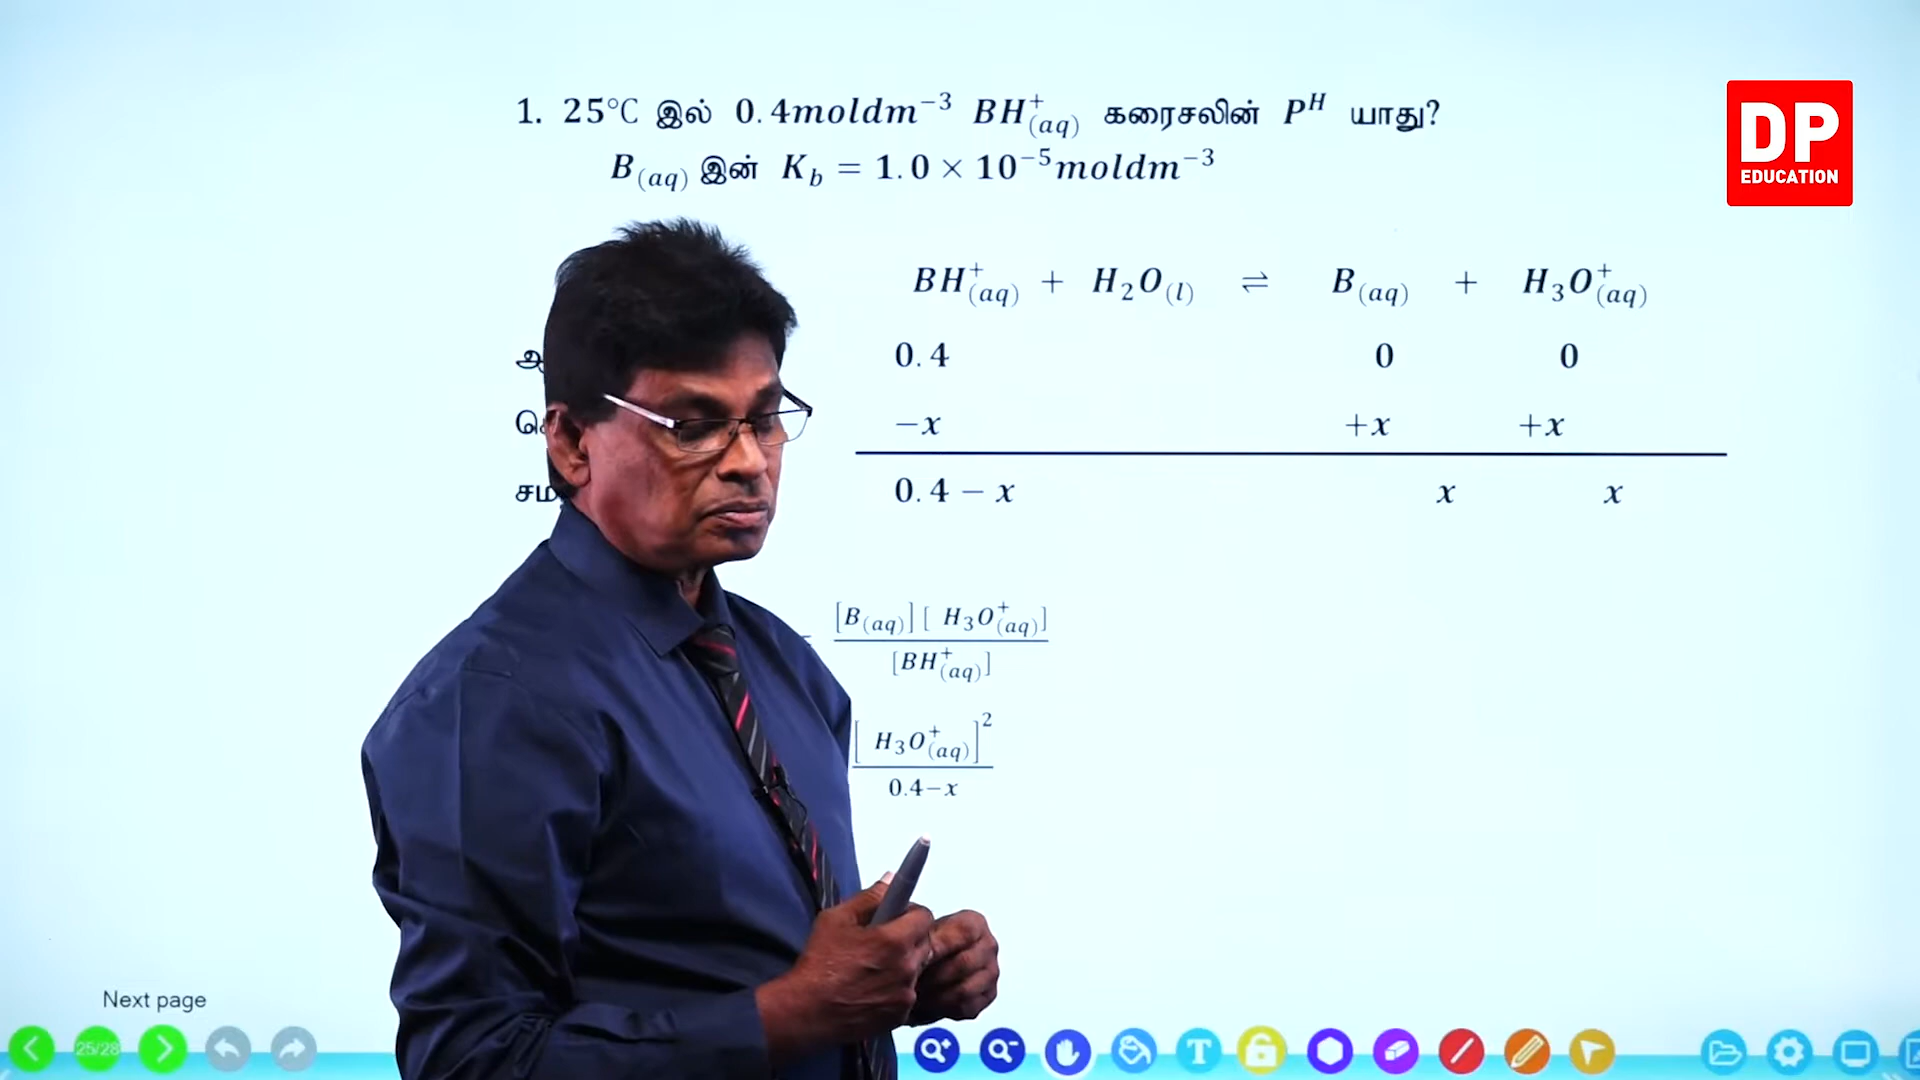 1. 25°C இல் 0.4moldm⁻³ BH⁺(aq) கரைசலின் Pᴴ யாது?
B(aq) இன் K_b = 1.0 × 10⁻⁵moldm⁻³
DP
EDUCATION
BH⁺(aq) + H₂O(l) ⇌ B(aq) + H₃O⁺(aq)
0.4 0 0
−x +x +x
0.4 − x x x
[B(aq)][ H₃O⁺(aq)]
[BH⁺(aq)]
[ H₃O⁺(aq)]²
0.4−x
Next page
25/28
T